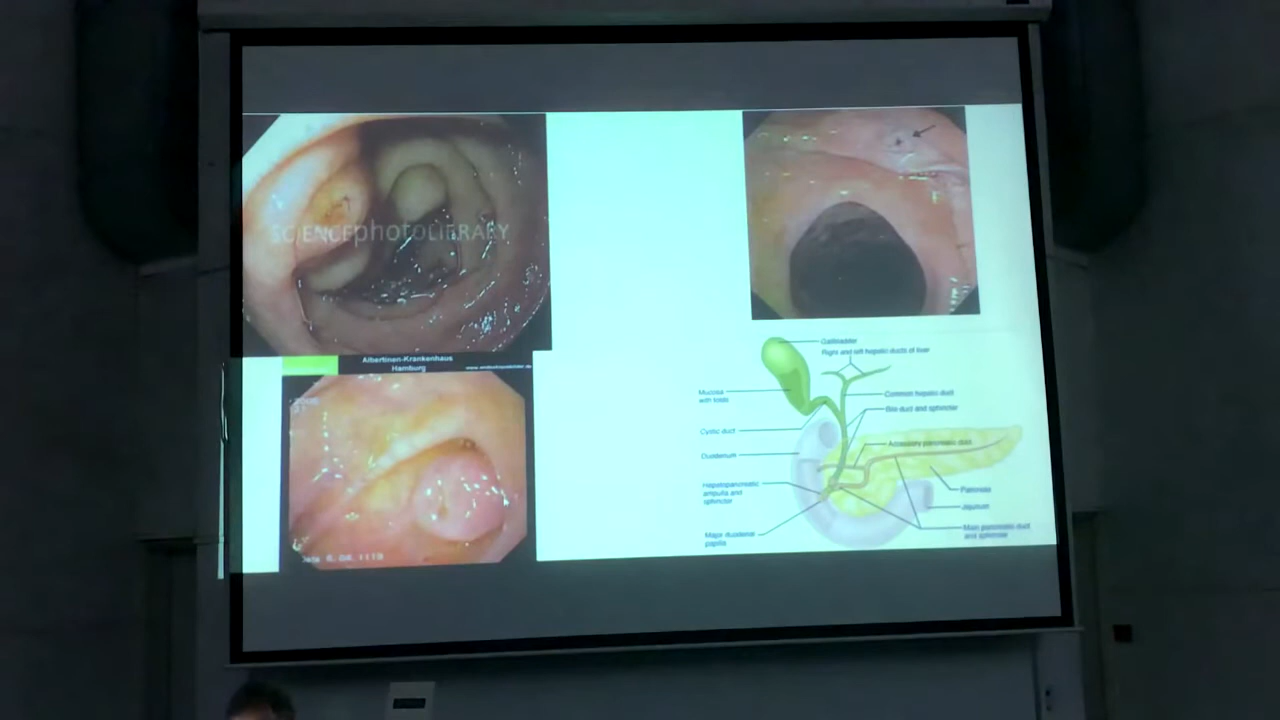 SCIENCEphotoLIBRARY
Albertinen-Krankenhaus
Hamburg
Gallbladder
Right and left hepatic ducts of liver
Mucosa
with folds
Common hepatic duct
Bile duct and sphincter
Cystic duct
Accessory pancreatic duct
Duodenum
Hepatopancreatic
ampulla and
sphincter
Pancreas
Jejunum
Main pancreatic duct
and sphincter
Major duodenal
papilla